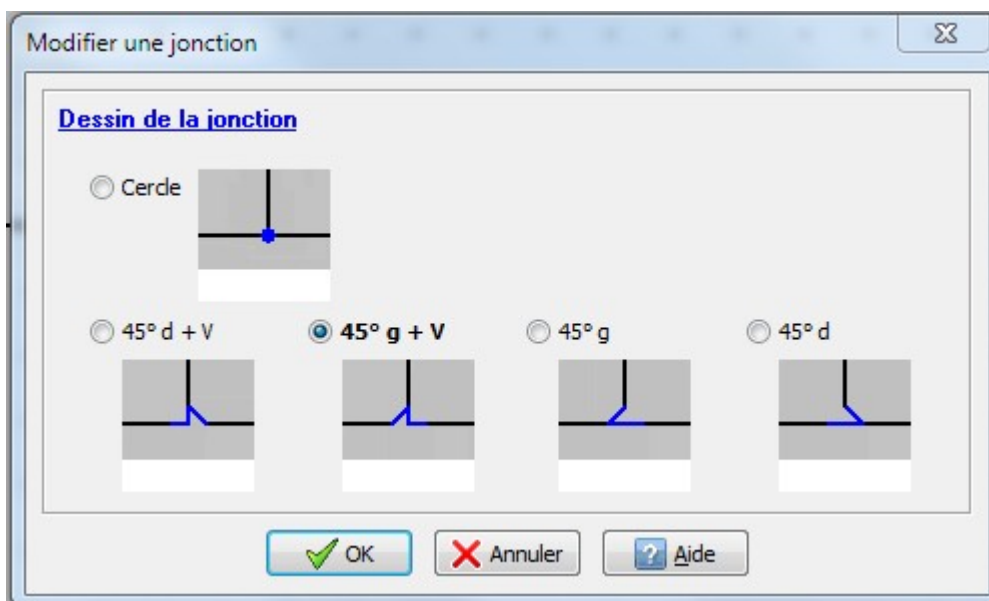 Modifier une jonction
Dessin de la jonction
Cercle
45° d + V
45° g + V
45° g
45° d
OK
Annuler
Aide